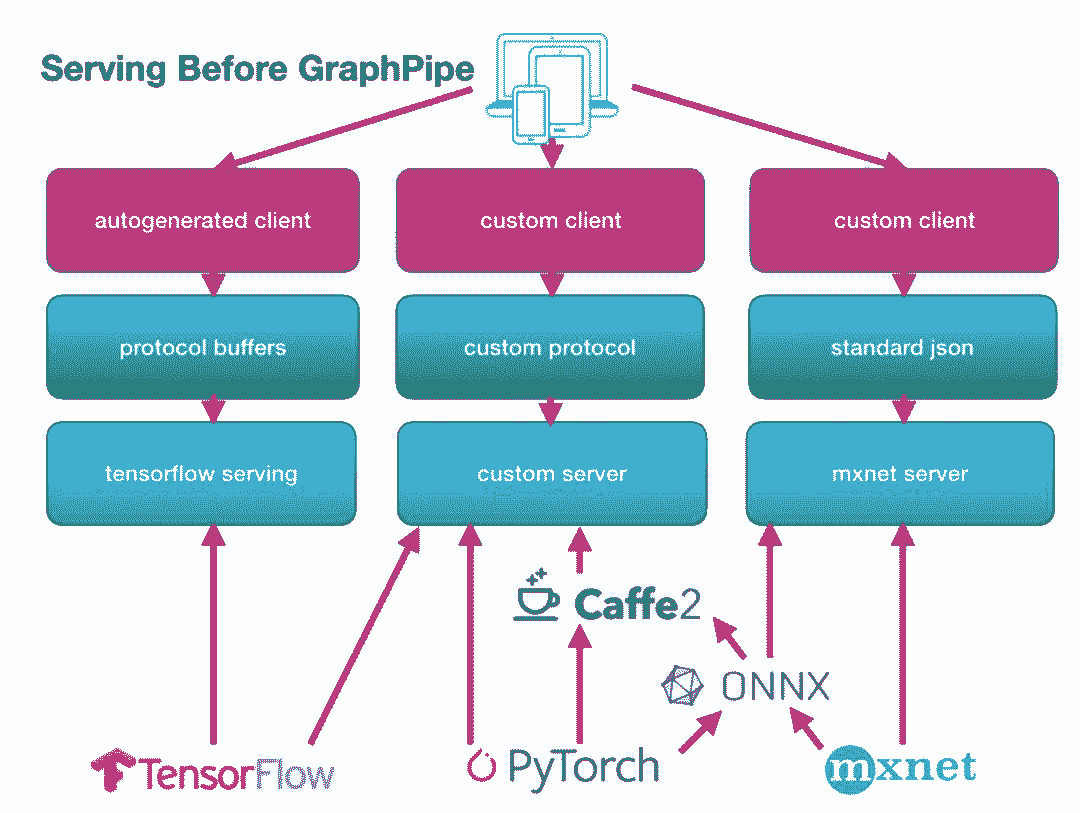 Serving Before GraphPipe
autogenerated client
custom client
custom client
protocol buffers
custom protocol
standard json
tensorflow serving
custom server
mxnet server
Caffe2
ONNX
TensorFlow
PyTorch
mxnet